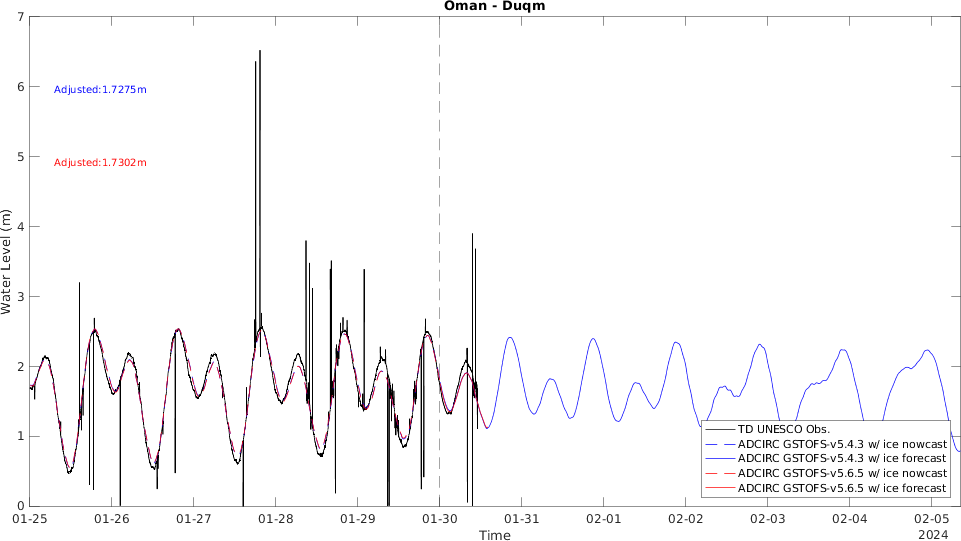 Oman - Duqm
7
6
5
4
3
2
1
0
Water Level (m)
Adjusted:1.7275m
Adjusted:1.7302m
TD UNESCO Obs.
ADCIRC GSTOFS-v5.4.3 w/ ice nowcast
ADCIRC GSTOFS-v5.4.3 w/ ice forecast
ADCIRC GSTOFS-v5.6.5 w/ ice nowcast
ADCIRC GSTOFS-v5.6.5 w/ ice forecast
01-25 01-26 01-27 01-28 01-29 01-30 01-31 02-01 02-02 02-03 02-04 02-05
Time
2024